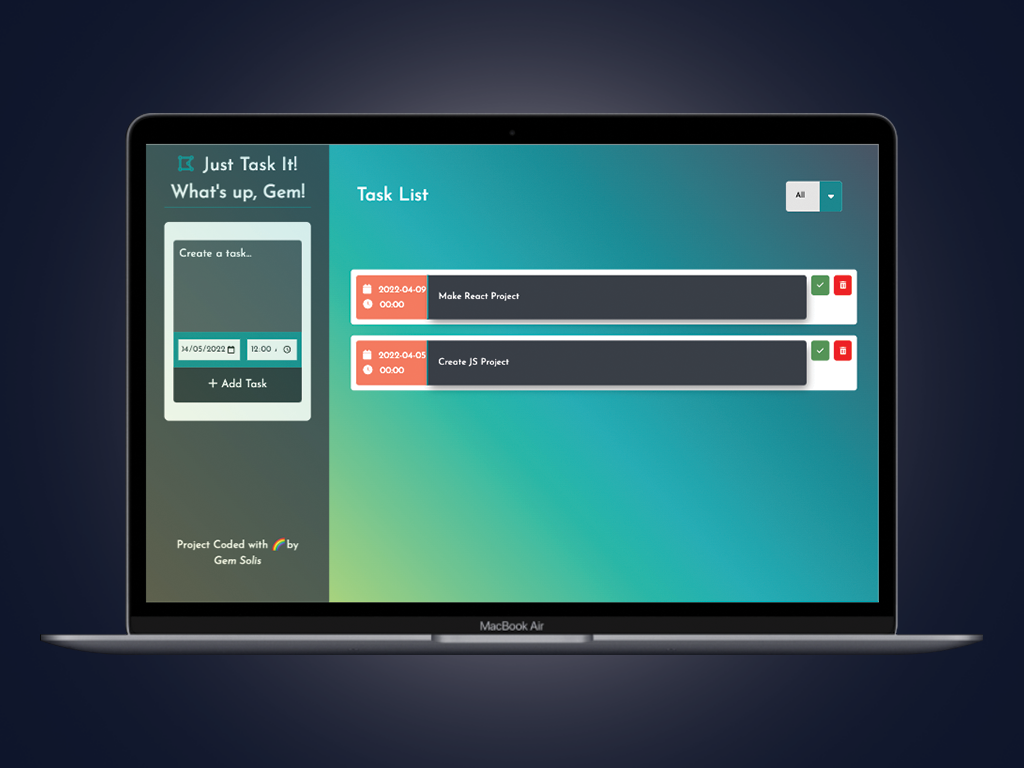 Just Task It!
What's up, Gem!
Create a task...
14/05/2022
12:00
+ Add Task
Project Coded with 🌈 by
Gem Solis
Task List
All
2022-04-09
00:00
Make React Project
2022-04-05
00:00
Create JS Project
MacBook Air